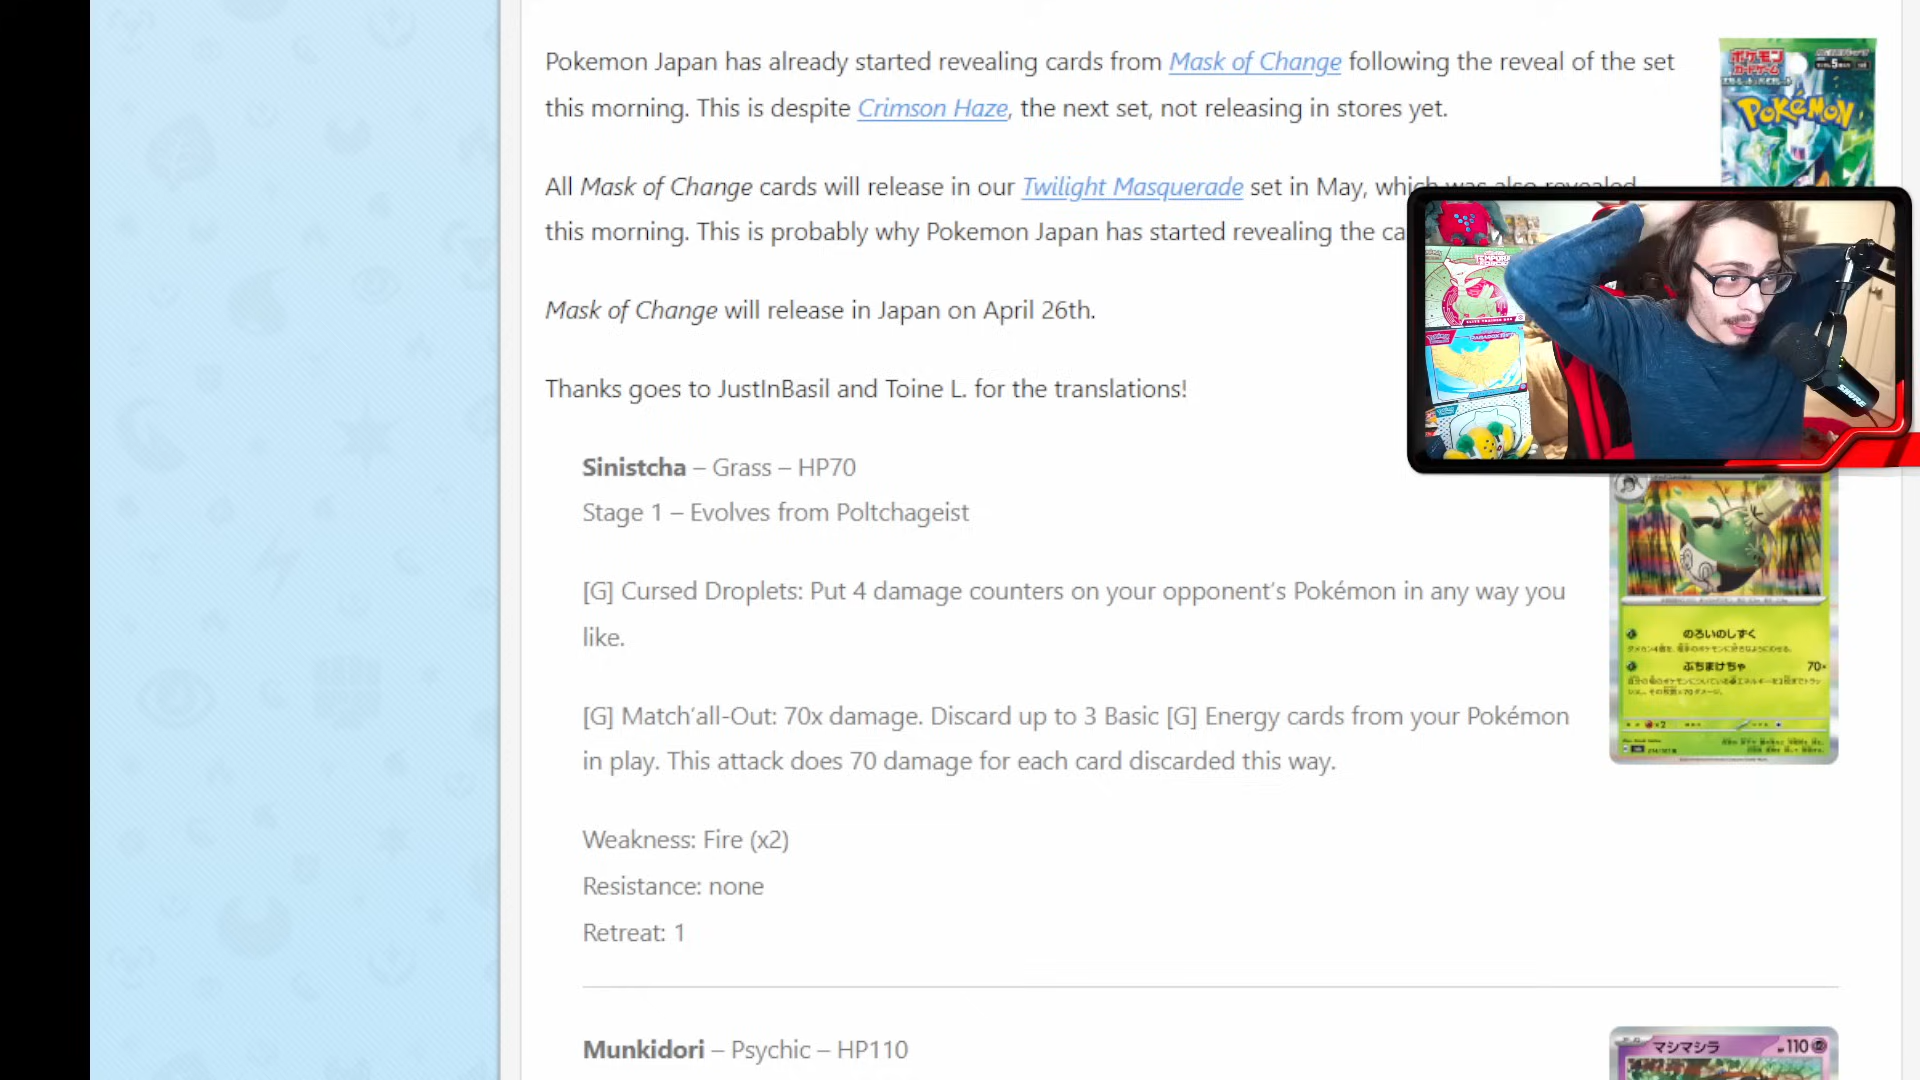 Pokemon Japan has already started revealing cards from Mask of Change following the reveal of the set
this morning. This is despite Crimson Haze, the next set, not releasing in stores yet.
All Mask of Change cards will release in our Twilight Masquerade set in May, which was also revealed
this morning. This is probably why Pokemon Japan has started revealing the ca
Mask of Change will release in Japan on April 26th.
Thanks goes to JustInBasil and Toine L. for the translations!
Sinistcha – Grass – HP70
Stage 1 – Evolves from Poltchageist
[G] Cursed Droplets: Put 4 damage counters on your opponent’s Pokémon in any way you
like.
[G] Match’all-Out: 70x damage. Discard up to 3 Basic [G] Energy cards from your Pokémon
in play. This attack does 70 damage for each card discarded this way.
Weakness: Fire (x2)
Resistance: none
Retreat: 1
Munkidori – Psychic – HP110
ポケモン
POKÉMON
SHURE
のろいのしずく
ぶちまけちゃ 70×
マシマシラ 110